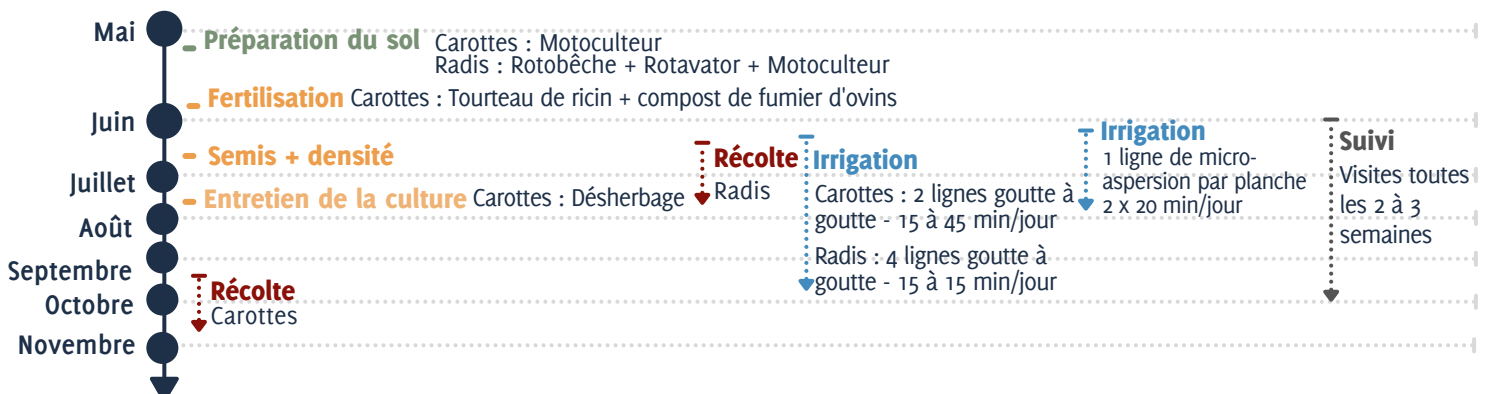 Mai
Préparation du sol Carottes : Motoculteur
Radis : Rotobêche + Rotavator + Motoculteur
Fertilisation Carottes : Tourteau de ricin + compost de fumier d'ovins
Juin
Semis + densité
Juillet
Entretien de la culture Carottes : Désherbage
Récolte
Radis
Irrigation
Carottes : 2 lignes goutte à
goutte - 15 à 45 min/jour
Radis : 4 lignes goutte à
goutte - 15 à 15 min/jour
Irrigation
1 ligne de micro-
aspersion par planche
2 x 20 min/jour
Suivi
Visites toutes
les 2 à 3
semaines
Août
Septembre
Récolte
Carottes
Octobre
Novembre